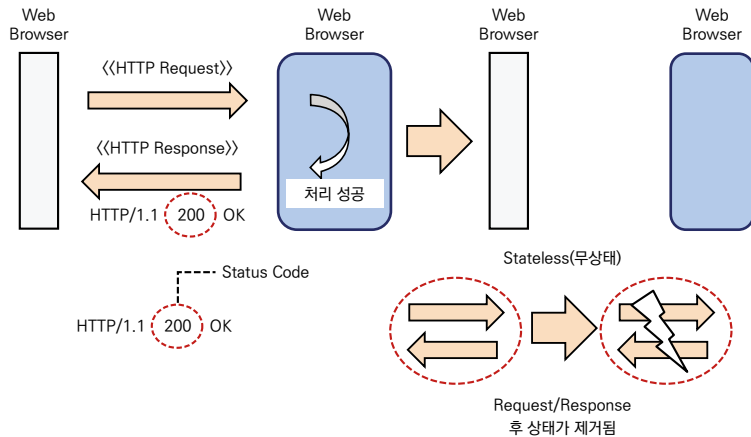 Web
Browser
Web
Browser
Web
Browser
Web
Browser
《HTTP Request》
《HTTP Response》
처리 성공
HTTP/1.1 200 OK
Status Code
HTTP/1.1 200 OK
Stateless(무상태)
Request/Response
후 상태가 제거됨